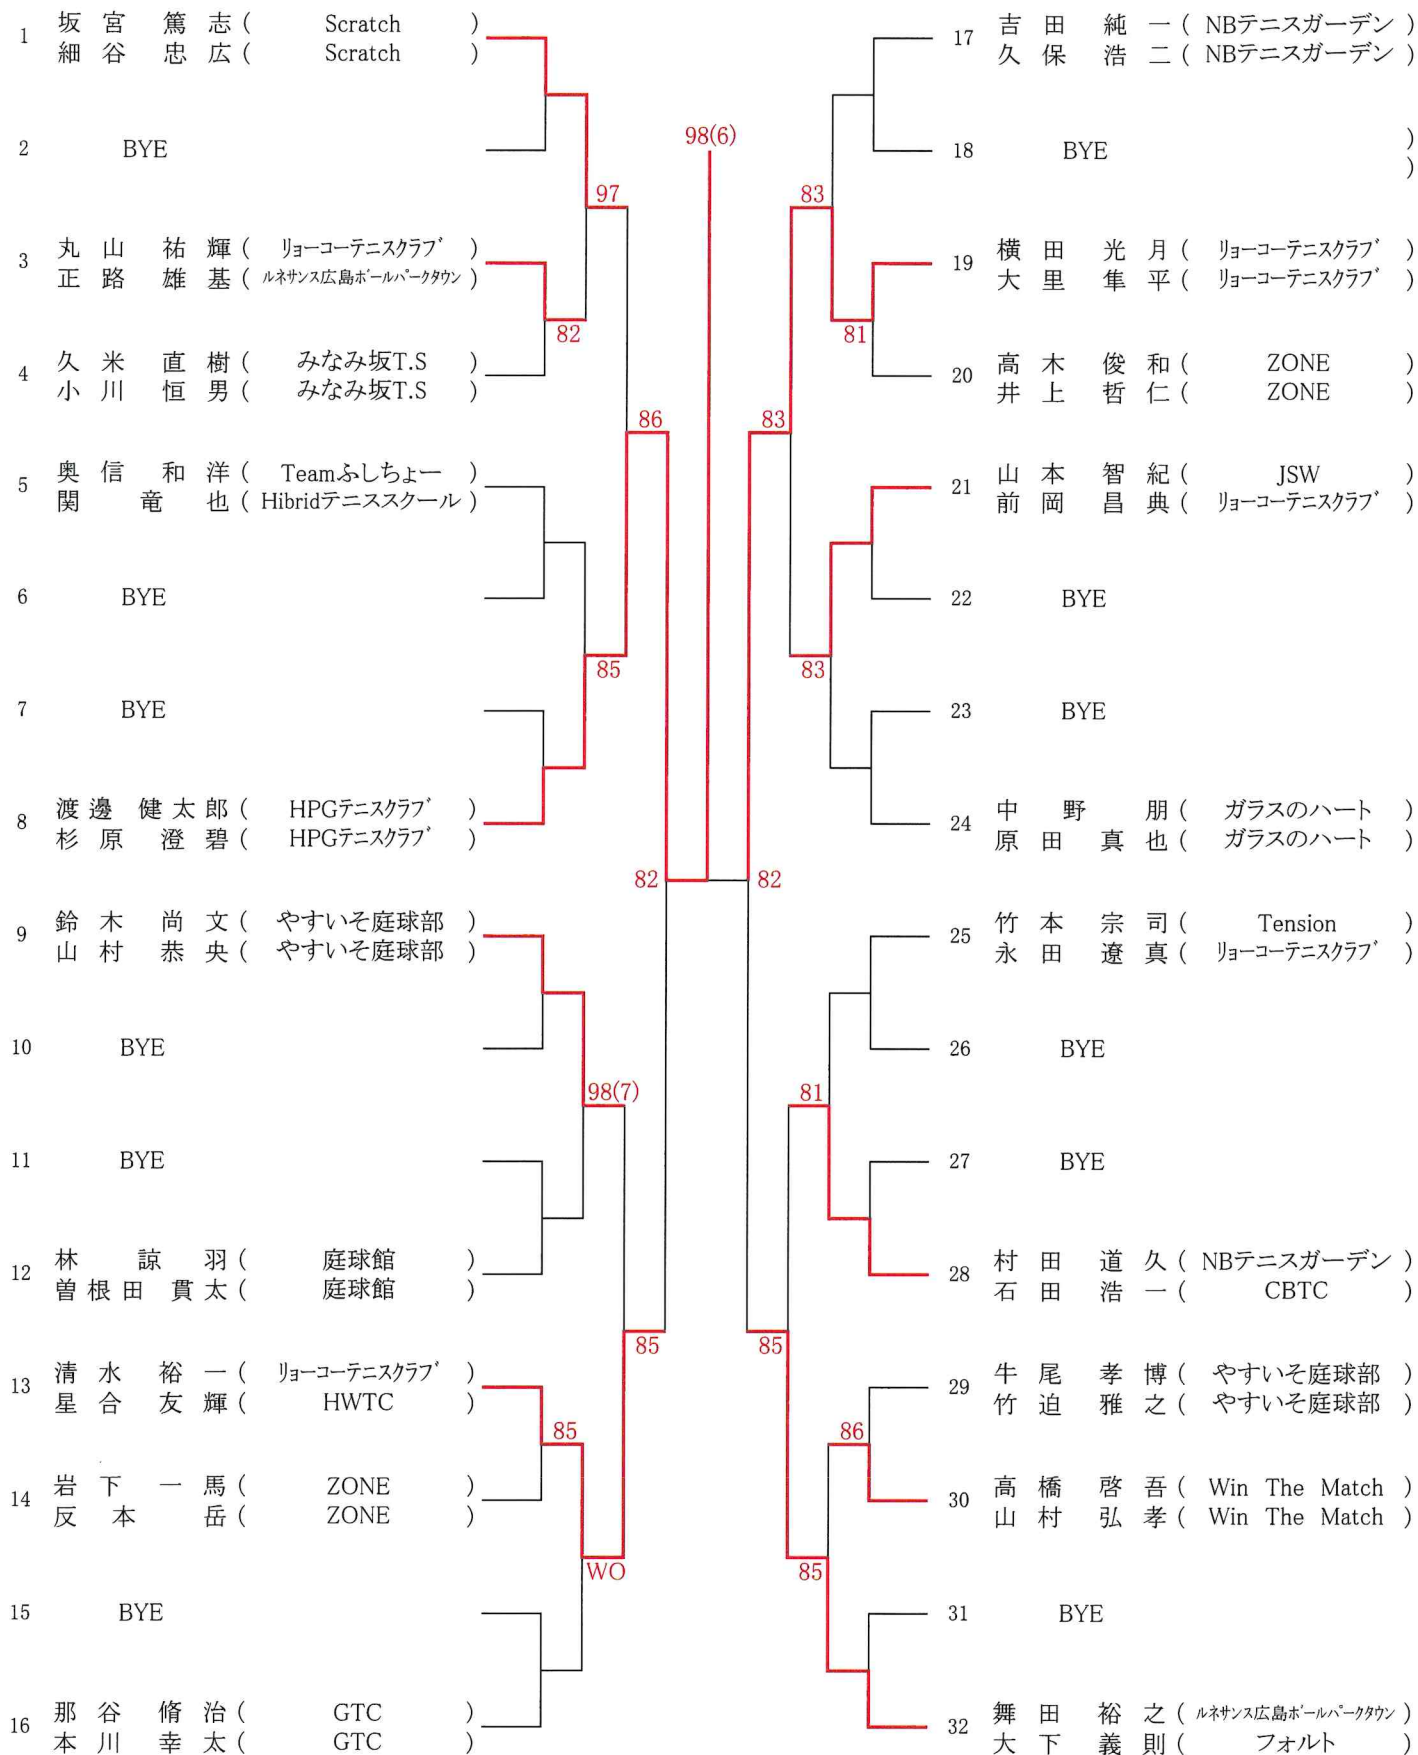 1 坂宮 篤志 ( Scratch )
細谷 忠広 ( Scratch )
2 BYE
3 丸山 祐輝 ( リョーコーテニスクラブ )
正路 雄基 ( ルネサンス広島ボールパークタウン )
4 久米 直樹 ( みなみ坂T.S )
小川 恒男 ( みなみ坂T.S )
5 奥信 和洋 ( Teamふしちょー )
関 竜也 ( Hibridテニススクール )
6 BYE
7 BYE
8 渡邊 健太郎 ( HPGテニスクラブ )
杉原 澄碧 ( HPGテニスクラブ )
9 鈴木 尚文 ( やすいそ庭球部 )
山村 恭央 ( やすいそ庭球部 )
10 BYE
11 BYE
12 林 諒羽 ( 庭球館 )
曽根田 貫太 ( 庭球館 )
13 清水 裕一 ( リョーコーテニスクラブ )
星合 友輝 ( HWTC )
14 岩下 一馬 ( ZONE )
反本 岳 ( ZONE )
15 BYE
16 那谷 脩治 ( GTC )
本川 幸太 ( GTC )
97
82
86
85
82
98(7)
85
85
WO
98(6)
83
81
83
83
82
81
85
86
85
17 吉田 純一 ( NBテニスガーデン )
久保 浩二 ( NBテニスガーデン )
18 BYE )
)
19 横田 光月 ( リョーコーテニスクラブ )
大里 隼平 ( リョーコーテニスクラブ )
20 高木 俊和 ( ZONE )
井上 哲仁 ( ZONE )
21 山本 智紀 ( JSW )
前岡 昌典 ( リョーコーテニスクラブ )
22 BYE
23 BYE
24 中野 朋 ( ガラスのハート )
原田 真也 ( ガラスのハート )
25 竹本 宗司 ( Tension )
永田 遼真 ( リョーコーテニスクラブ )
26 BYE
27 BYE
28 村田 道久 ( NBテニスガーデン )
石田 浩一 ( CBTC )
29 牛尾 孝博 ( やすいそ庭球部 )
竹迫 雅之 ( やすいそ庭球部 )
30 高橋 啓吾 ( Win The Match )
山村 弘孝 ( Win The Match )
31 BYE
32 舞田 裕之 ( ルネサンス広島ボールパークタウン )
大下 義則 ( フォルト )